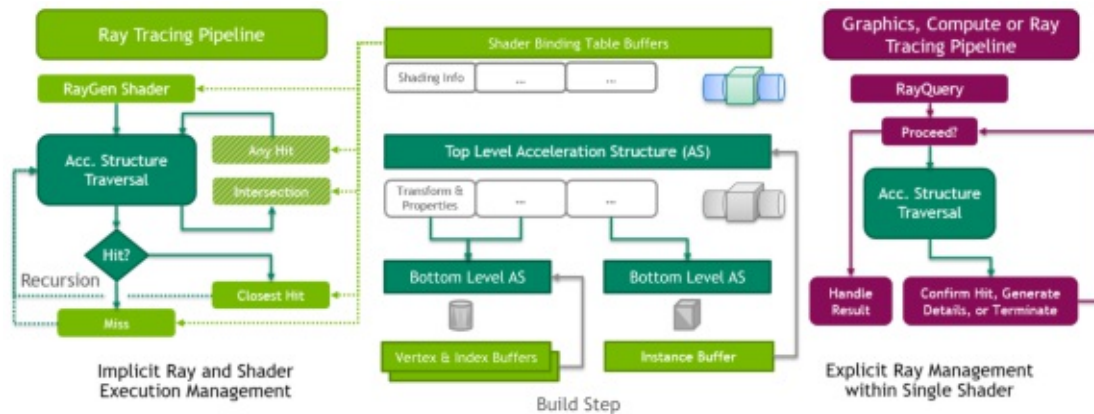 Ray Tracing Pipeline
RayGen Shader
Acc. Structure
Traversal
Any Hit
Intersection
Hit?
Recursion
Closest Hit
Miss
Implicit Ray and Shader
Execution Management
Shader Binding Table Buffers
Shading Info
...
...
Top Level Acceleration Structure (AS)
Transform &
Properties
...
...
Bottom Level AS
Bottom Level AS
Vertex & Index Buffers
Instance Buffer
Build Step
Graphics, Compute or Ray
Tracing Pipeline
RayQuery
Proceed?
Acc. Structure
Traversal
Handle
Result
Confirm Hit, Generate
Details, or Terminate
Explicit Ray Management
within Single Shader